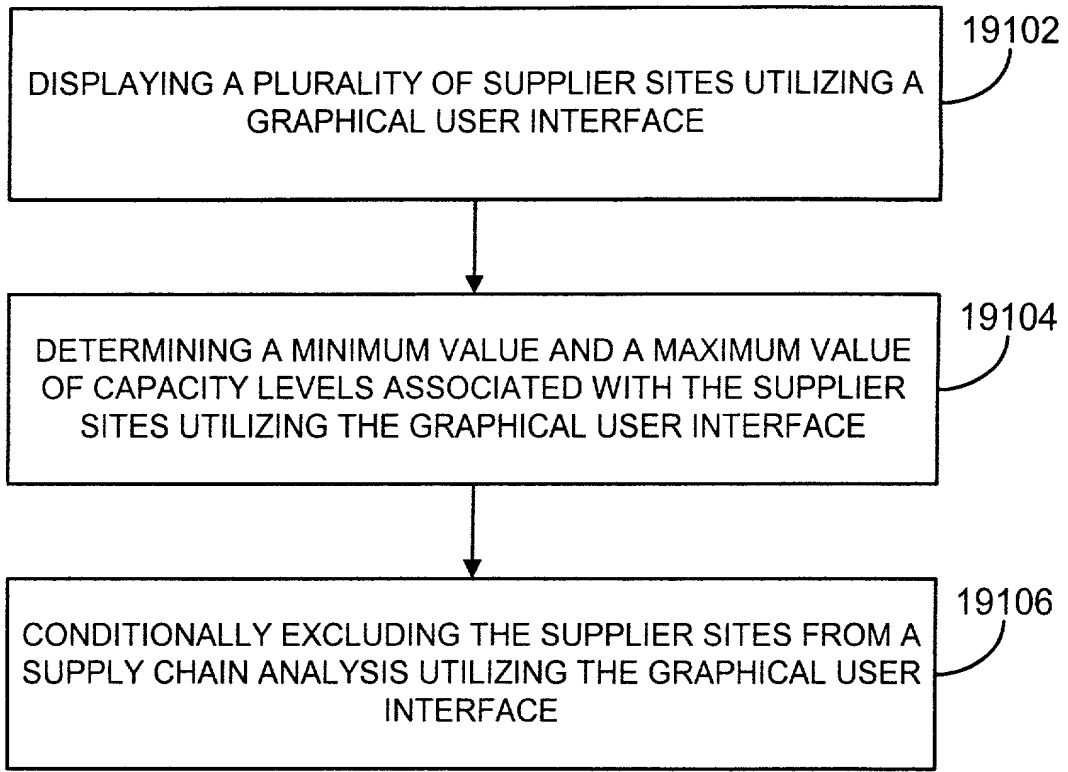 19102
DISPLAYING A PLURALITY OF SUPPLIER SITES UTILIZING A
GRAPHICAL USER INTERFACE
19104
DETERMINING A MINIMUM VALUE AND A MAXIMUM VALUE
OF CAPACITY LEVELS ASSOCIATED WITH THE SUPPLIER
SITES UTILIZING THE GRAPHICAL USER INTERFACE
19106
CONDITIONALLY EXCLUDING THE SUPPLIER SITES FROM A
SUPPLY CHAIN ANALYSIS UTILIZING THE GRAPHICAL USER
INTERFACE